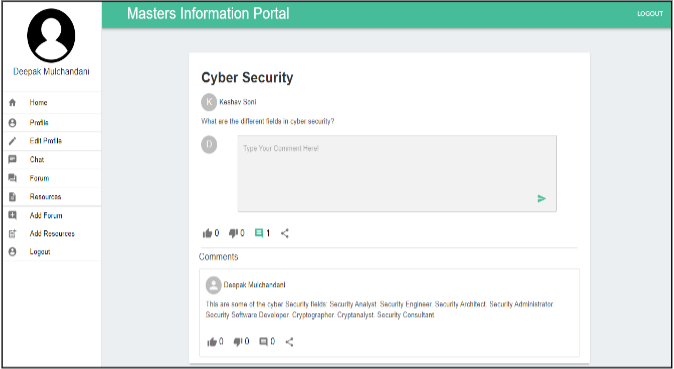 Masters Information Portal
LOGOUT
Deepak Mulchandani
Home
Profile
Edit Profile
Chat
Forum
Resources
Add Forum
Add Resources
Logout
Cyber Security
K Keshav Soni
What are the different fields in cyber security?
D
Type Your Comment Here!
0 0 1
Comments
Deepak Mulchandani
This are some of the cyber Security fields: Security Analyst. Security Engineer. Security Architect. Security Administrator.
Security Software Developer. Cryptographer. Cryptanalyst. Security Consultant.
0 0 0